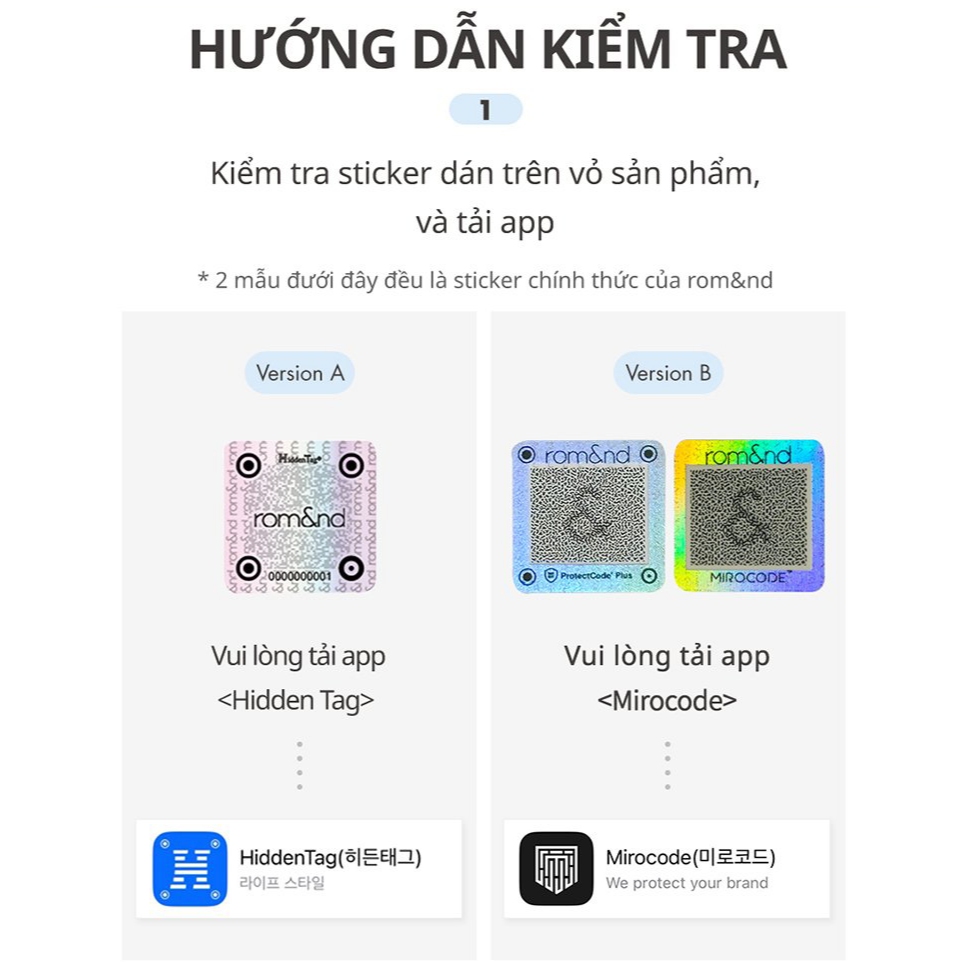 HƯỚNG DẪN KIỂM TRA
1
Kiểm tra sticker dán trên vỏ sản phẩm,
và tải app
* 2 mẫu dưới đây đều là sticker chính thức của rom&nd
Version A
HiddenTag
rom&nd
0000000001
Vui lòng tải app
<Hidden Tag>
HiddenTag(히든태그)
라이프 스타일
Version B
rom&nd
&
ProtectCode Plus
rom&nd
&
MIROCODE
Vui lòng tải app
<Mirocode>
Mirocode(미로코드)
We protect your brand